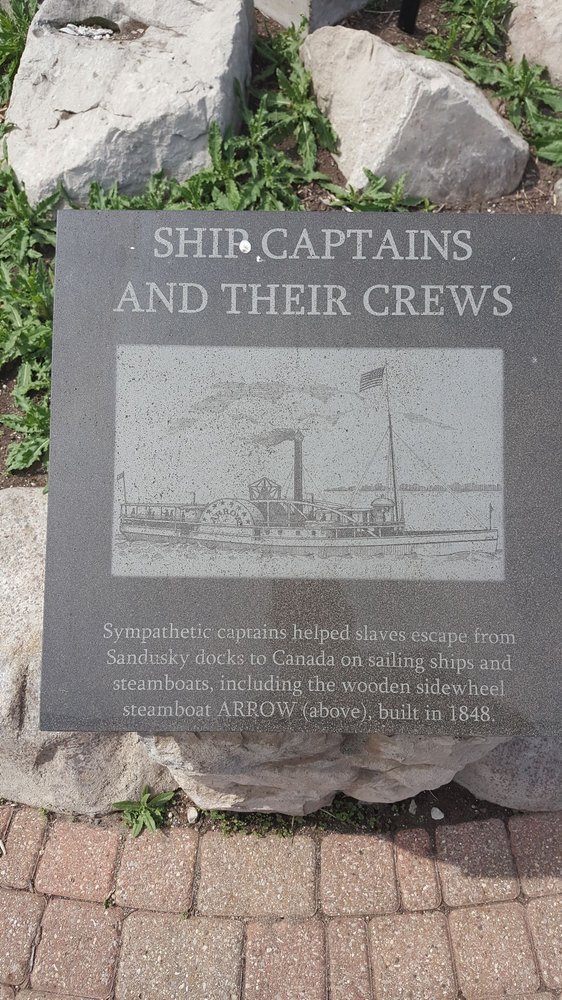 SHIP CAPTAINS
AND THEIR CREWS
ARROW
Sympathetic captains helped slaves escape from
Sandusky docks to Canada on sailing ships and
steamboats, including the wooden sidewheel
steamboat ARROW (above), built in 1848.